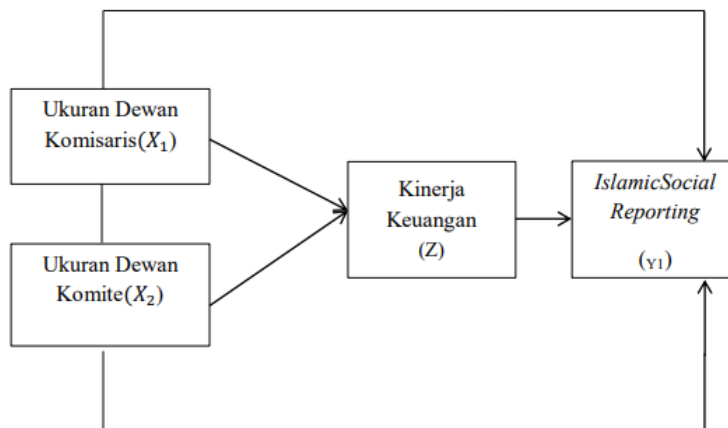 Ukuran Dewan
Komisaris(𝑋₁)
Ukuran Dewan
Komite(𝑋₂)
Kinerja
Keuangan
(Z)
IslamicSocial
Reporting
(Y1)